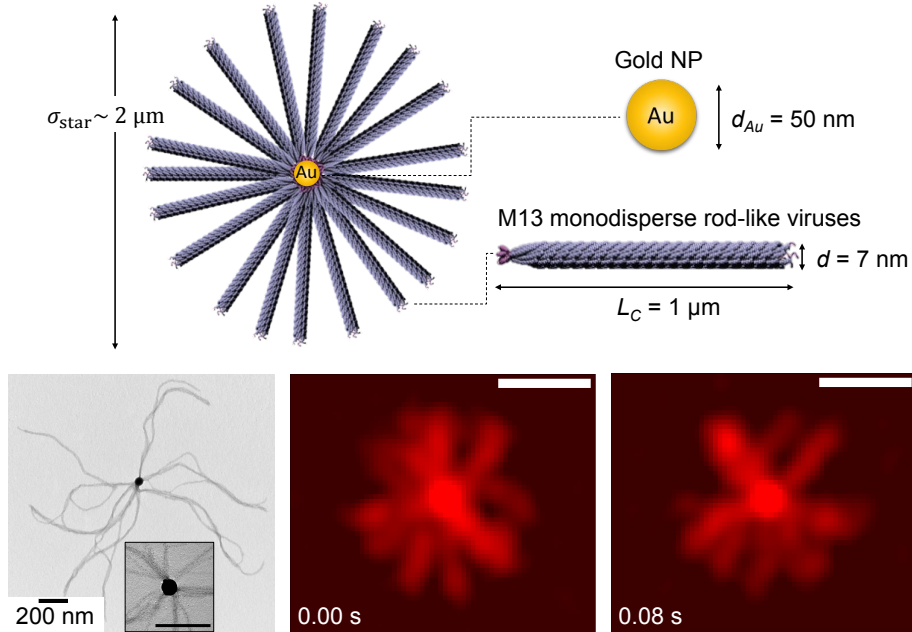 σstar~ 2 μm
Au
Gold NP
Au
dAu = 50 nm
M13 monodisperse rod-like viruses
d = 7 nm
LC = 1 μm
200 nm
0.00 s
0.08 s